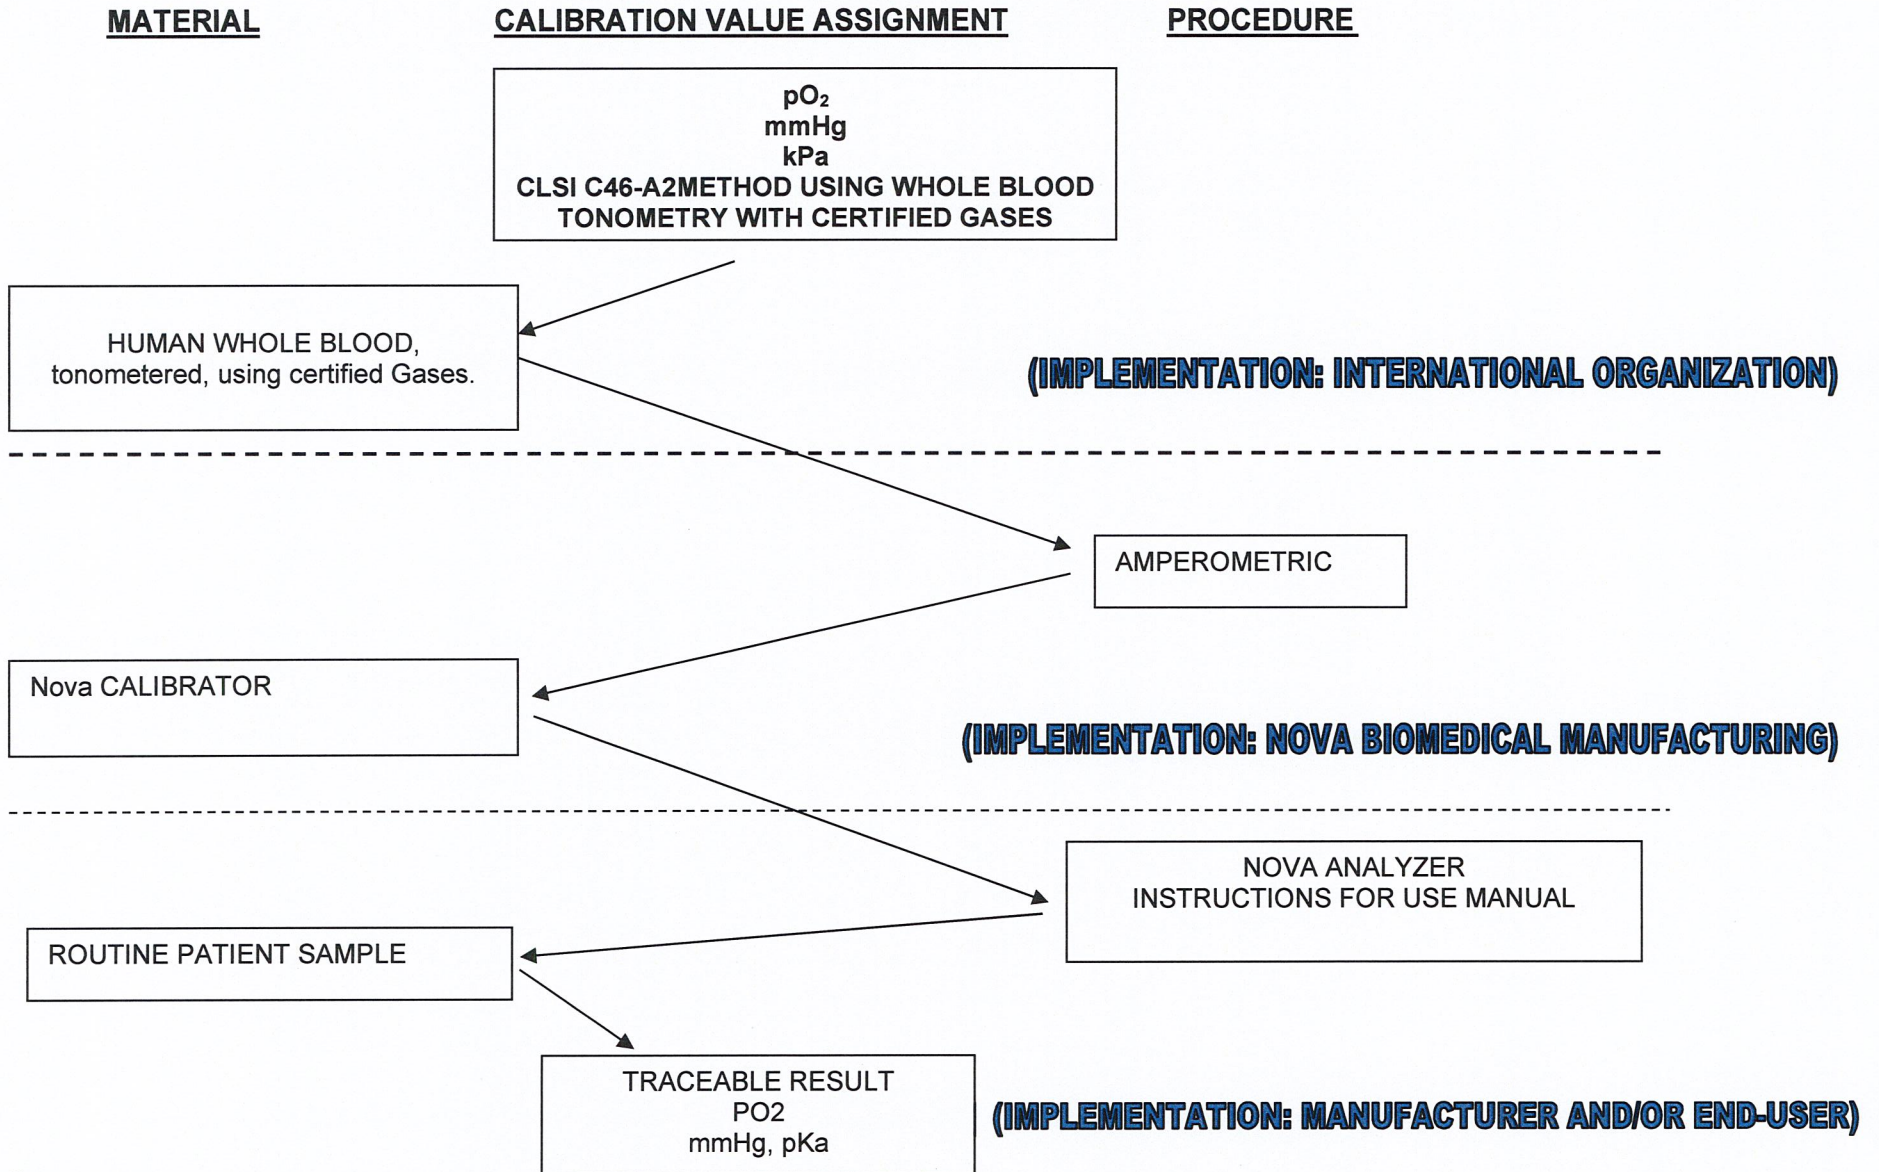 MATERIAL
CALIBRATION VALUE ASSIGNMENT
PROCEDURE
pO₂
mmHg
kPa
CLSI C46-A2METHOD USING WHOLE BLOOD
TONOMETRY WITH CERTIFIED GASES
HUMAN WHOLE BLOOD,
tonometered, using certified Gases.
(IMPLEMENTATION: INTERNATIONAL ORGANIZATION)
AMPEROMETRIC
Nova CALIBRATOR
(IMPLEMENTATION: NOVA BIOMEDICAL MANUFACTURING)
NOVA ANALYZER
INSTRUCTIONS FOR USE MANUAL
ROUTINE PATIENT SAMPLE
TRACEABLE RESULT
PO2
mmHg, pKa
(IMPLEMENTATION: MANUFACTURER AND/OR END-USER)